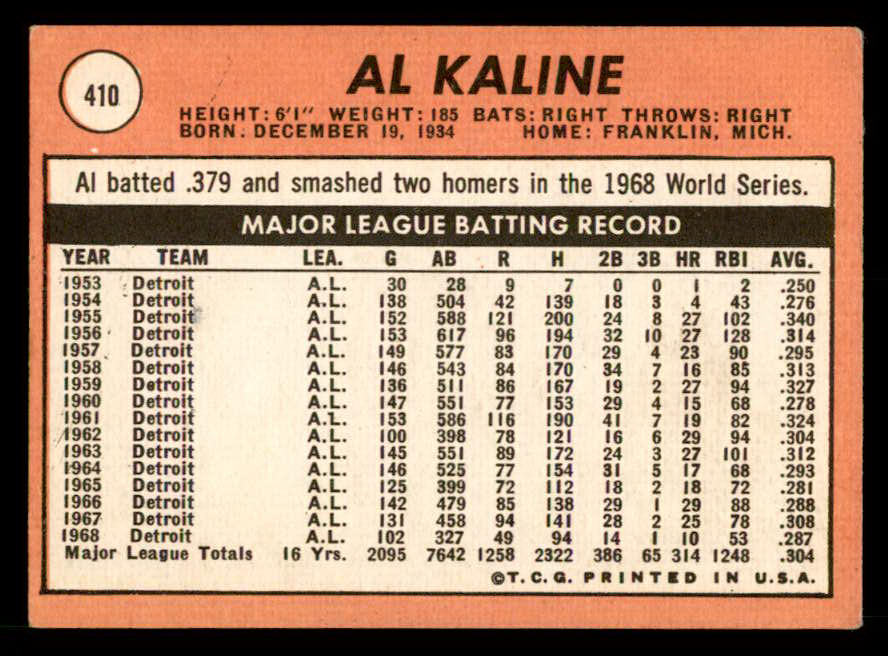 410
AL KALINE
HEIGHT: 6'1" WEIGHT: 185 BATS: RIGHT THROWS: RIGHT
BORN: DECEMBER 19, 1934 HOME: FRANKLIN, MICH.
Al batted .379 and smashed two homers in the 1968 World Series.
MAJOR LEAGUE BATTING RECORD
YEAR TEAM LEA. G AB R H 2B 3B HR RBI AVG.
1953 Detroit A.L. 30 28 9 7 0 0 1 2 .250
1954 Detroit A.L. 138 504 42 139 18 3 4 43 .276
1955 Detroit A.L. 152 588 121 200 24 8 27 102 .340
1956 Detroit A.L. 153 617 96 194 32 10 27 128 .314
1957 Detroit A.L. 149 577 83 170 29 4 23 90 .295
1958 Detroit A.L. 146 543 84 170 34 7 16 85 .313
1959 Detroit A.L. 136 511 86 167 19 2 27 94 .327
1960 Detroit A.L. 147 551 77 153 29 4 15 68 .278
1961 Detroit A.L. 153 586 116 190 41 7 19 82 .324
1962 Detroit A.L. 100 398 78 121 16 6 29 94 .304
1963 Detroit A.L. 145 551 89 172 24 3 27 101 .312
1964 Detroit A.L. 146 525 77 154 31 5 17 68 .293
1965 Detroit A.L. 125 399 72 112 18 2 18 72 .281
1966 Detroit A.L. 142 479 85 138 29 1 29 88 .288
1967 Detroit A.L. 131 458 94 141 28 2 25 78 .308
1968 Detroit A.L. 102 327 49 94 14 1 10 53 .287
Major League Totals 16 Yrs. 2095 7642 1258 2322 386 65 314 1248 .304
©T.C.G. PRINTED IN U.S.A.